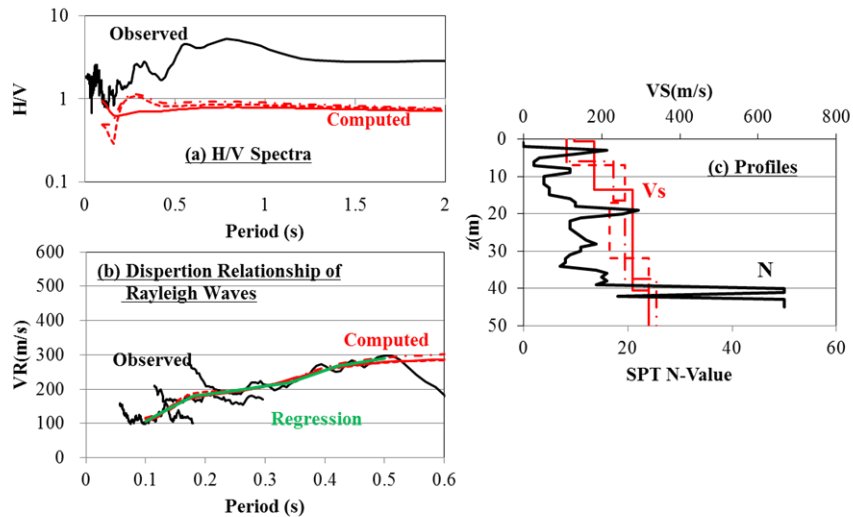 10
1
0.1
H/V
Observed
Computed
(a) H/V Spectra
0 0.5 1 1.5 2
Period (s)
600
500
400
300
200
100
0
VR(m/s)
(b) Dispertion Relationship of
Rayleigh Waves
Observed
Computed
Regression
0 0.1 0.2 0.3 0.4 0.5 0.6
Period (s)
VS(m/s)
0 200 400 600 800
0
10
20
30
40
50
z(m)
(c) Profiles
Vs
N
0 20 40 60
SPT N-Value